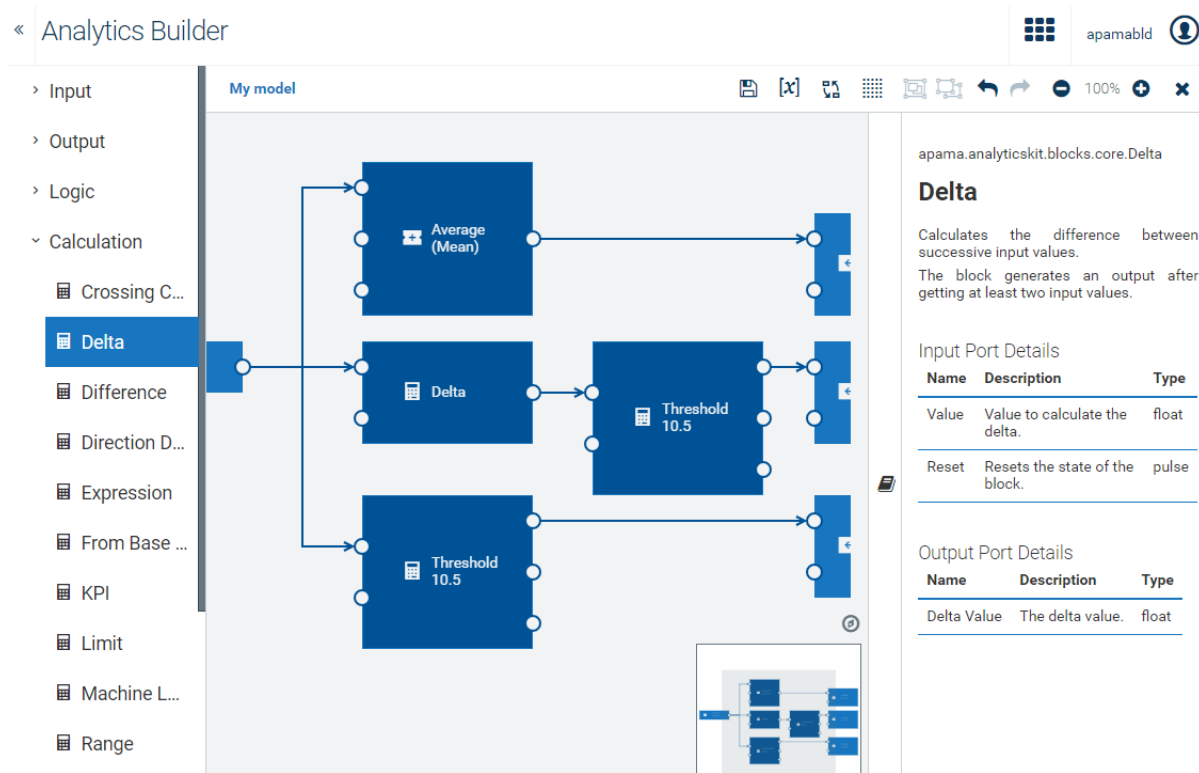 « Analytics Builder
apamabld
Input
Output
Logic
Calculation
Crossing C...
Delta
Difference
Direction D...
Expression
From Base ...
KPI
Limit
Machine L...
Range
My model
[x]
100%
Average
(Mean)
Delta
Threshold
10.5
Threshold
10.5
apama.analyticskit.blocks.core.Delta
Delta
Calculates the difference between
successive input values.
The block generates an output after
getting at least two input values.
Input Port Details
Name Description Type
Value Value to calculate the float
delta.
Reset Resets the state of the pulse
block.
Output Port Details
Name Description Type
Delta Value The delta value. float